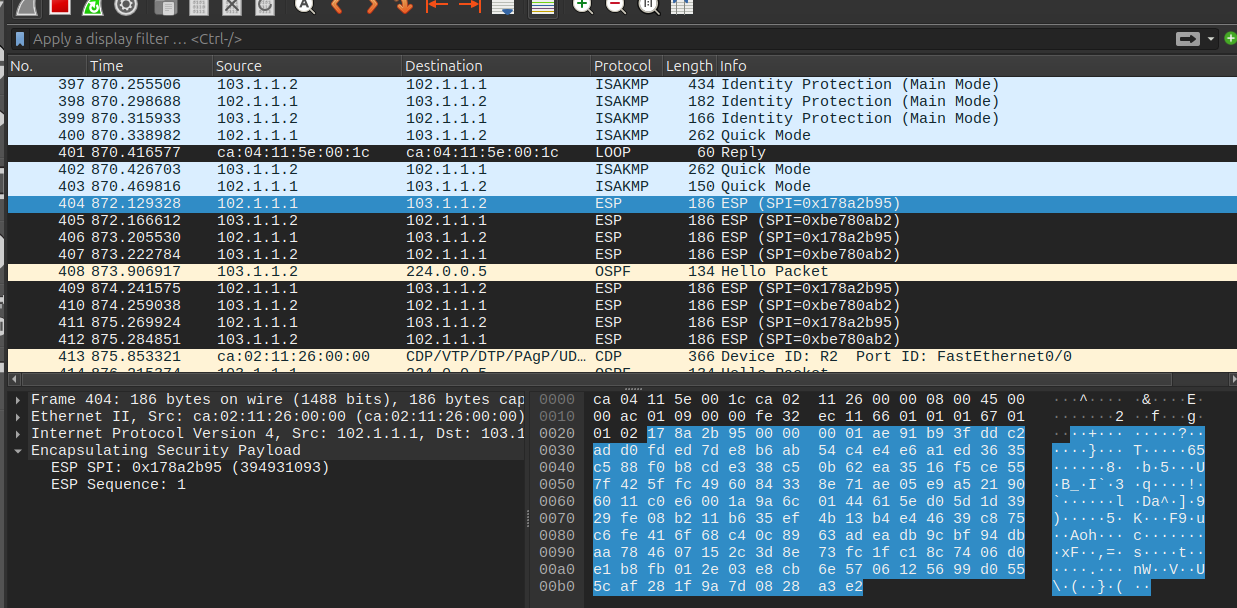 Apply a display filter … <Ctrl-/>
No. Time Source Destination Protocol Length Info
397 870.255506 103.1.1.2 102.1.1.1 ISAKMP 434 Identity Protection (Main Mode)
398 870.298688 102.1.1.1 103.1.1.2 ISAKMP 182 Identity Protection (Main Mode)
399 870.315933 103.1.1.2 102.1.1.1 ISAKMP 166 Identity Protection (Main Mode)
400 870.338982 102.1.1.1 103.1.1.2 ISAKMP 262 Quick Mode
401 870.416577 ca:04:11:5e:00:1c ca:04:11:5e:00:1c LOOP 60 Reply
402 870.426703 103.1.1.2 102.1.1.1 ISAKMP 262 Quick Mode
403 870.469816 102.1.1.1 103.1.1.2 ISAKMP 150 Quick Mode
404 872.129328 102.1.1.1 103.1.1.2 ESP 186 ESP (SPI=0x178a2b95)
405 872.166612 103.1.1.2 102.1.1.1 ESP 186 ESP (SPI=0xbe780ab2)
406 873.205530 102.1.1.1 103.1.1.2 ESP 186 ESP (SPI=0x178a2b95)
407 873.222784 103.1.1.2 102.1.1.1 ESP 186 ESP (SPI=0xbe780ab2)
408 873.906917 103.1.1.2 224.0.0.5 OSPF 134 Hello Packet
409 874.241575 102.1.1.1 103.1.1.2 ESP 186 ESP (SPI=0x178a2b95)
410 874.259038 103.1.1.2 102.1.1.1 ESP 186 ESP (SPI=0xbe780ab2)
411 875.269924 102.1.1.1 103.1.1.2 ESP 186 ESP (SPI=0x178a2b95)
412 875.284851 103.1.1.2 102.1.1.1 ESP 186 ESP (SPI=0xbe780ab2)
413 875.853321 ca:02:11:26:00:00 CDP/VTP/DTP/PAgP/UD… CDP 366 Device ID: R2  Port ID: FastEthernet0/0
Frame 404: 186 bytes on wire (1488 bits), 186 bytes cap
Ethernet II, Src: ca:02:11:26:00:00 (ca:02:11:26:00:00)
Internet Protocol Version 4, Src: 102.1.1.1, Dst: 103.1
Encapsulating Security Payload
ESP SPI: 0x178a2b95 (394931093)
ESP Sequence: 1
0000 ca 04 11 5e 00 1c ca 02 11 26 00 00 08 00 45 00 ···^···· ·&····E·
0010 00 ac 01 09 00 00 fe 32 ec 11 66 01 01 01 67 01 ·······2 ··f···g·
0020 01 02 17 8a 2b 95 00 00 00 01 ae 91 b9 3f dd c2 ····+··· ·····?··
0030 ad d0 fd ed 7d e8 b6 ab 54 c4 e4 e6 a1 ed 36 35 ····}··· T·····65
0040 c5 88 f0 b8 cd e3 38 c5 0b 62 ea 35 16 f5 ce 55 ······8· ·b·5···U
0050 7f 42 5f fc 49 60 84 33 8e 71 ae 05 e9 a5 21 90 ·B_·I`·3 ·q····!·
0060 60 11 c0 e6 00 1a 9a 6c 01 44 61 5e d0 5d 1d 39 `······l ·Da^·]·9
0070 29 fe 08 b2 11 b6 35 ef 4b 13 b4 e4 46 39 c8 75 )·····5· K···F9·u
0080 c6 fe 41 6f 68 c4 0c 89 63 ad ea db 9c bf 94 db ··Aoh··· c·······
0090 aa 78 46 07 15 2c 3d 8e 73 fc 1f c1 8c 74 06 d0 ·xF··,=· s····t··
00a0 e1 b8 fb 01 2e 03 e8 cb 6e 57 06 12 56 99 d0 55 ····.··· nW··V··U
00b0 5c af 28 1f 9a 7d 08 28 a3 e2 \·(··}·( ··